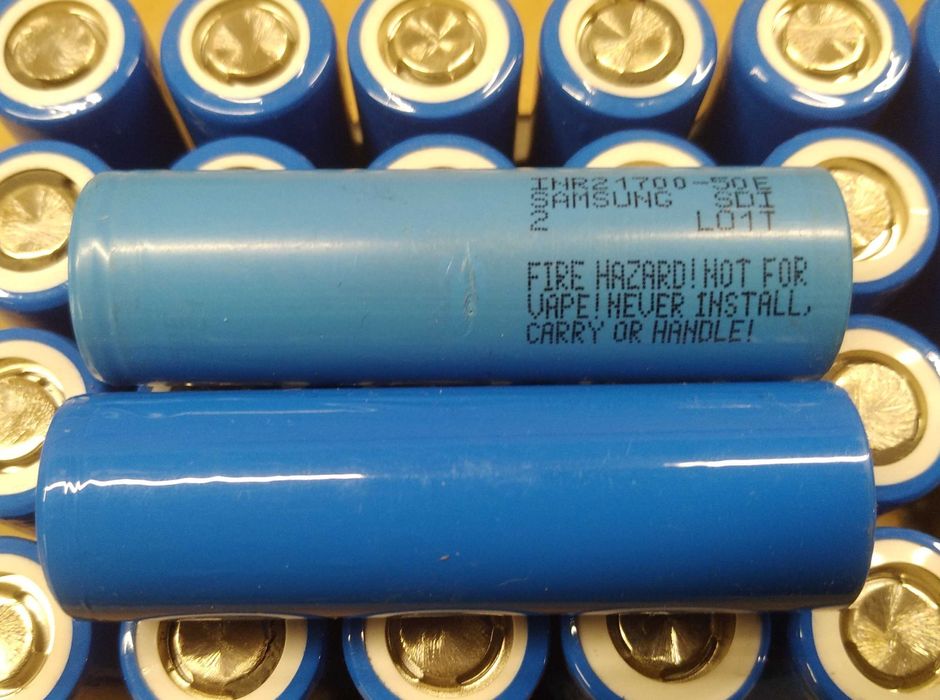 INR21700-50E
SAMSUNG SDI
2 L01T
FIRE HAZARD!NOT FOR
VAPE!NEVER INSTALL,
CARRY OR HANDLE!